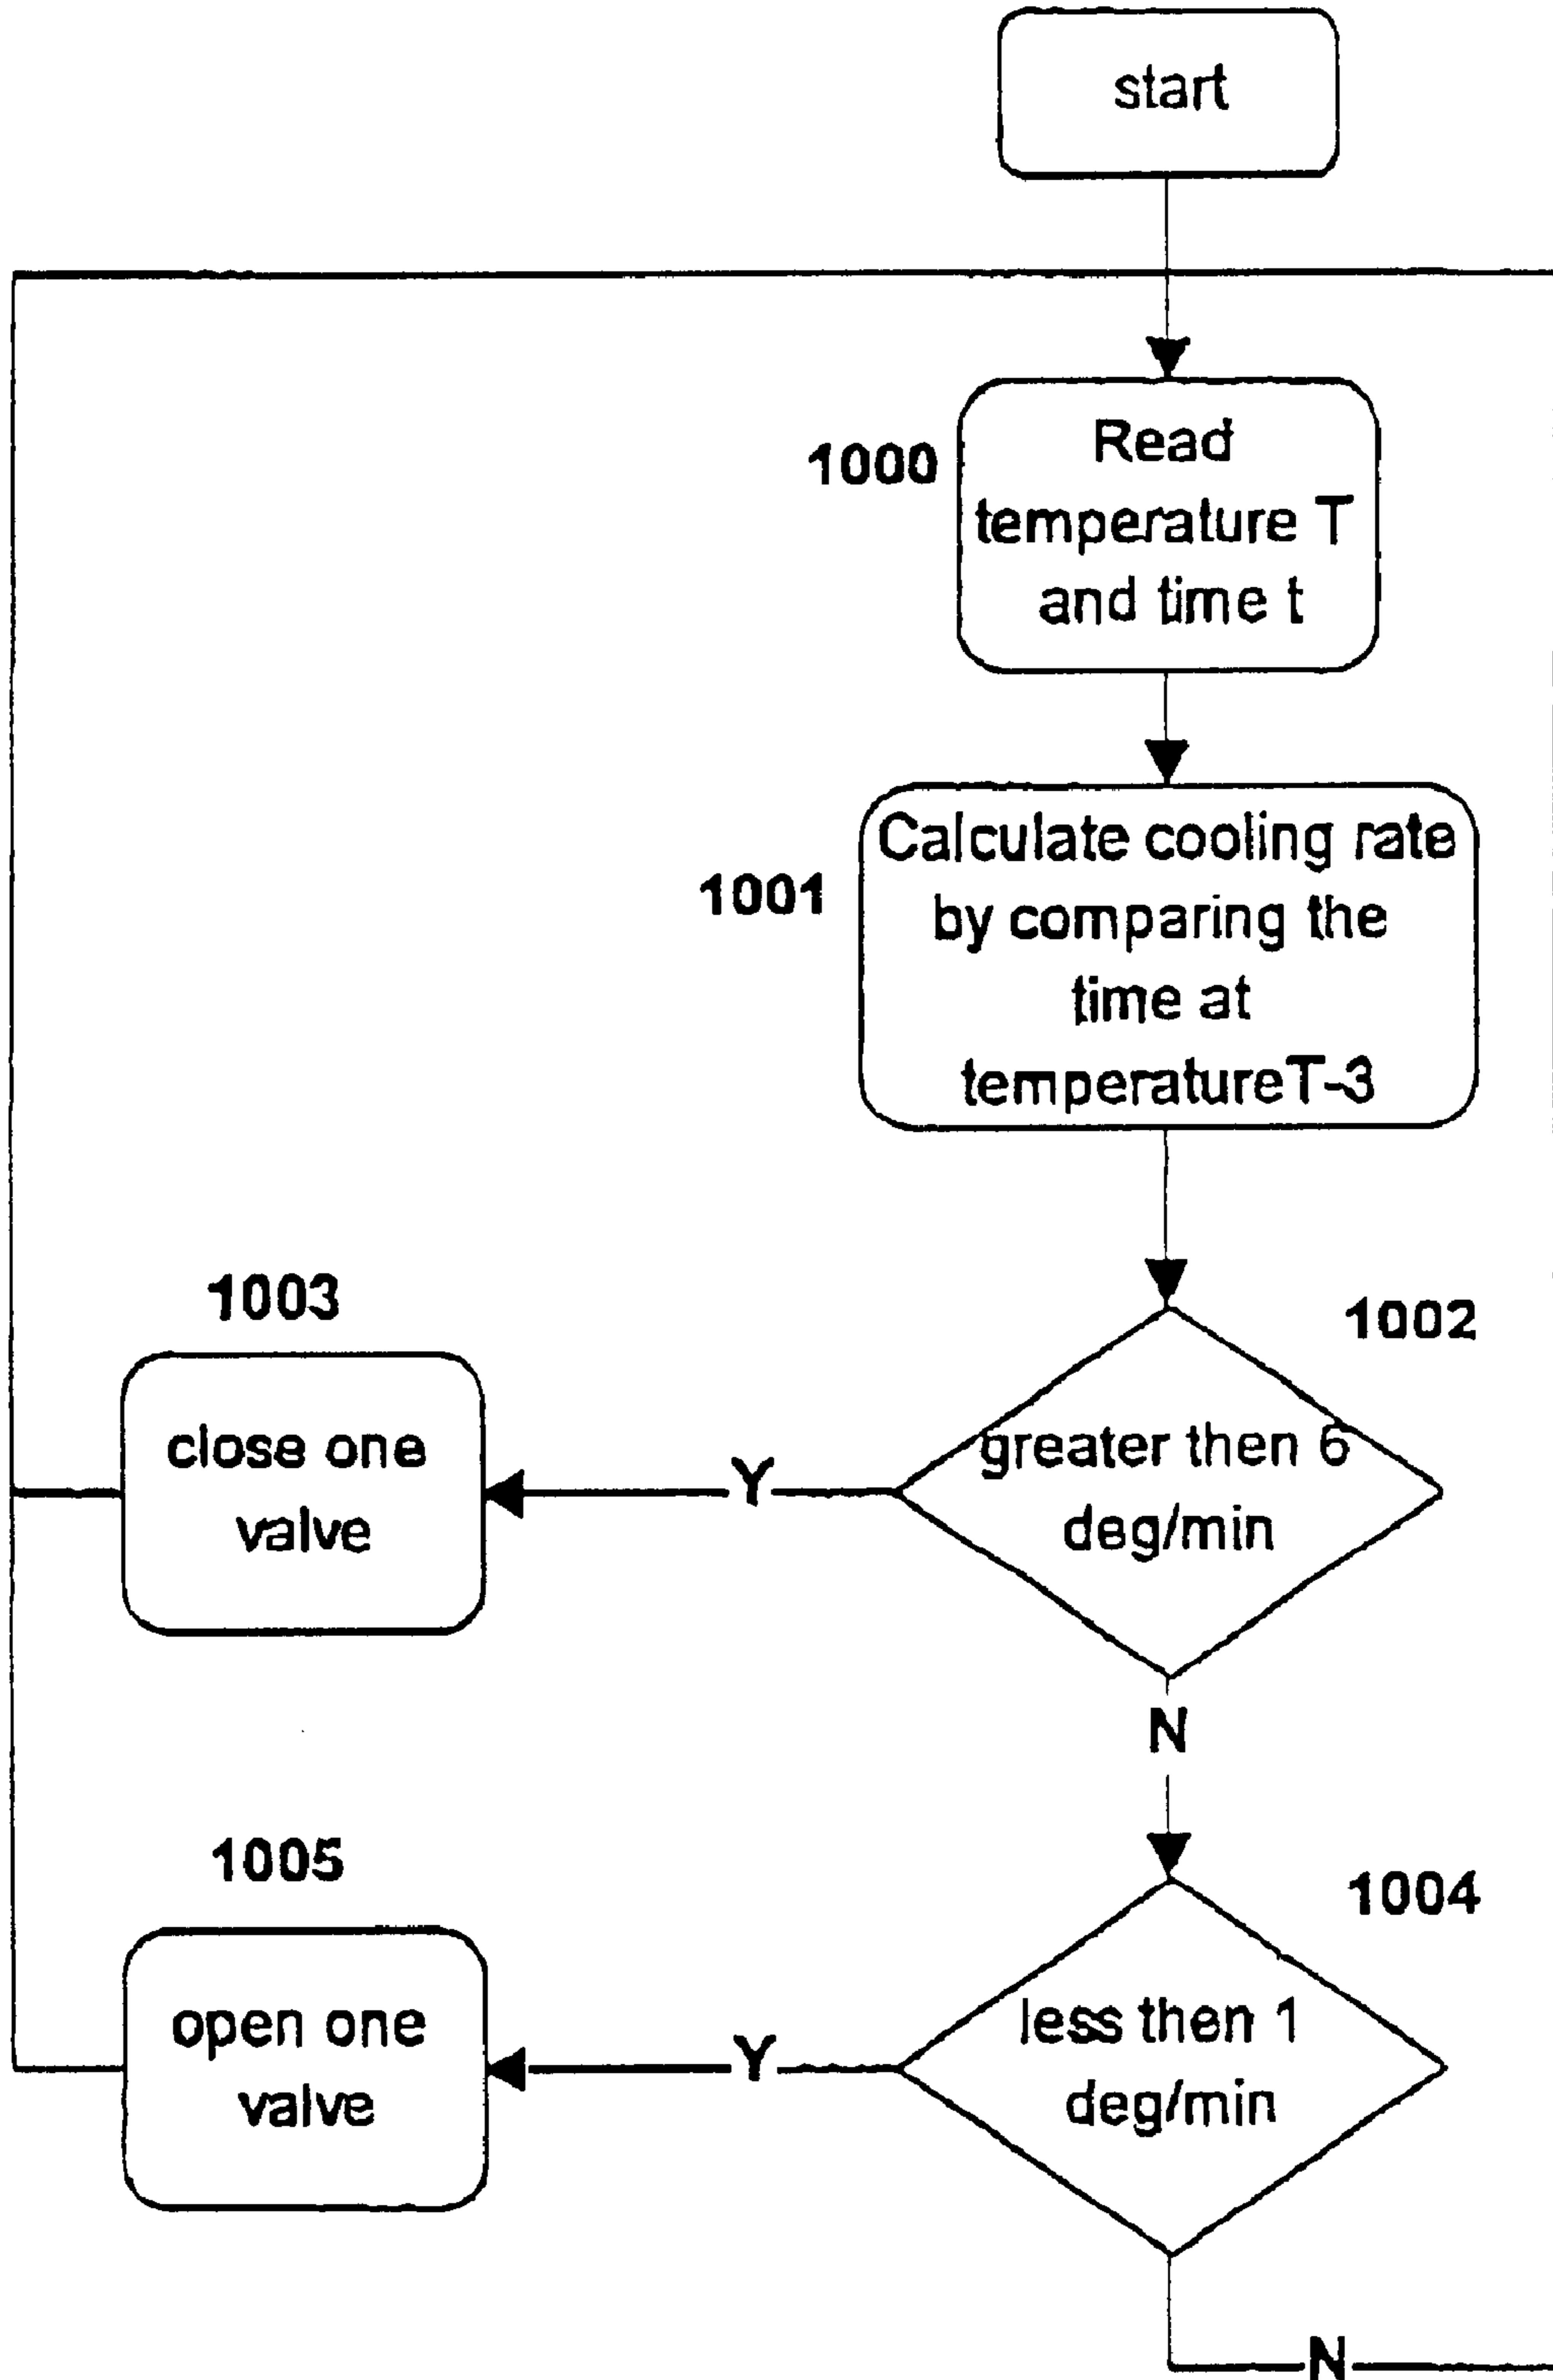 start
1000
Read
temperature T
and time t
1001
Calculate cooling rate
by comparing the
time at
temperatureT-3
1003
1002
close one
valve
Y
greater then 6
deg/min
N
1005
1004
open one
valve
Y
less then 1
deg/min
N